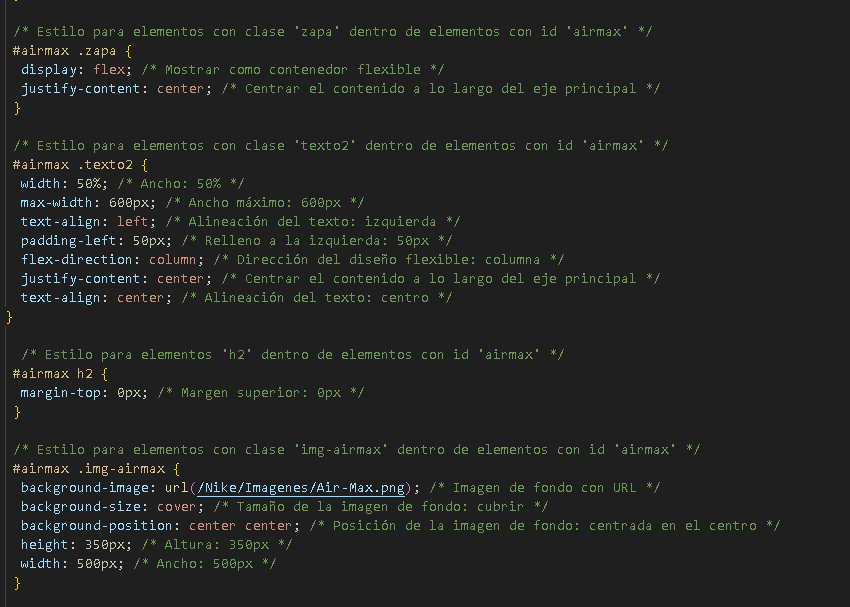 /* Estilo para elementos con clase 'zapa' dentro de elementos con id 'airmax' */
#airmax .zapa {
display: flex; /* Mostrar como contenedor flexible */
justify-content: center; /* Centrar el contenido a lo largo del eje principal */
}
/* Estilo para elementos con clase 'texto2' dentro de elementos con id 'airmax' */
#airmax .texto2 {
width: 50%; /* Ancho: 50% */
max-width: 600px; /* Ancho máximo: 600px */
text-align: left; /* Alineación del texto: izquierda */
padding-left: 50px; /* Relleno a la izquierda: 50px */
flex-direction: column; /* Dirección del diseño flexible: columna */
justify-content: center; /* Centrar el contenido a lo largo del eje principal */
text-align: center; /* Alineación del texto: centro */
}
/* Estilo para elementos 'h2' dentro de elementos con id 'airmax' */
#airmax h2 {
margin-top: 0px; /* Margen superior: 0px */
}
/* Estilo para elementos con clase 'img-airmax' dentro de elementos con id 'airmax' */
#airmax .img-airmax {
background-image: url(/Nike/Imagenes/Air-Max.png); /* Imagen de fondo con URL */
background-size: cover; /* Tamaño de la imagen de fondo: cubrir */
background-position: center center; /* Posición de la imagen de fondo: centrada en el centro */
height: 350px; /* Altura: 350px */
width: 500px; /* Ancho: 500px */
}